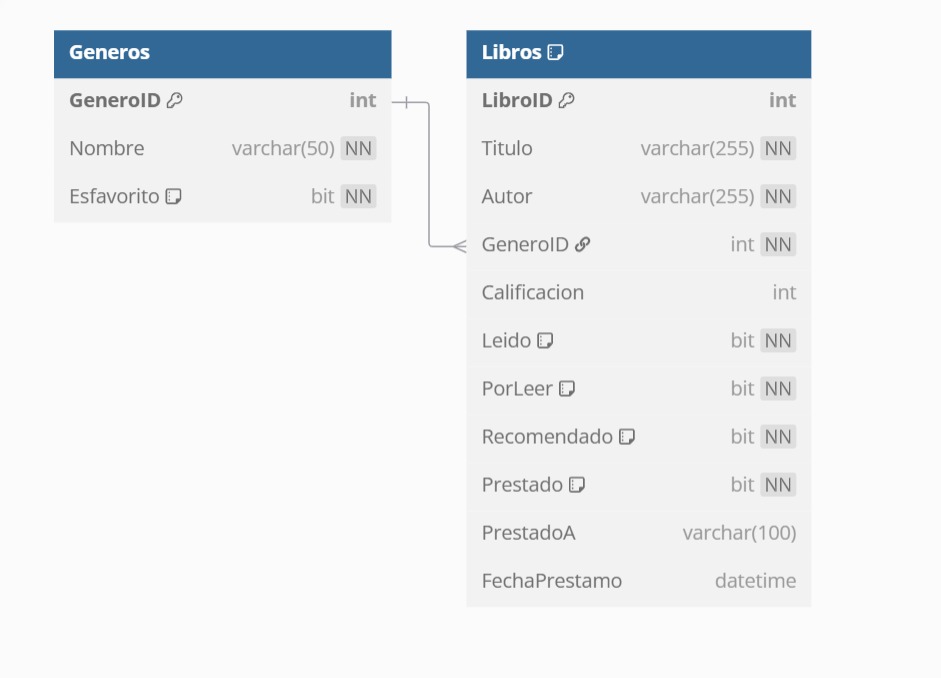 Generos
GeneroID int
Nombre varchar(50) NN
Esfavorito bit NN
Libros
LibroID int
Titulo varchar(255) NN
Autor varchar(255) NN
GeneroID int NN
Calificacion int
Leido bit NN
PorLeer bit NN
Recomendado bit NN
Prestado bit NN
PrestadoA varchar(100)
FechaPrestamo datetime